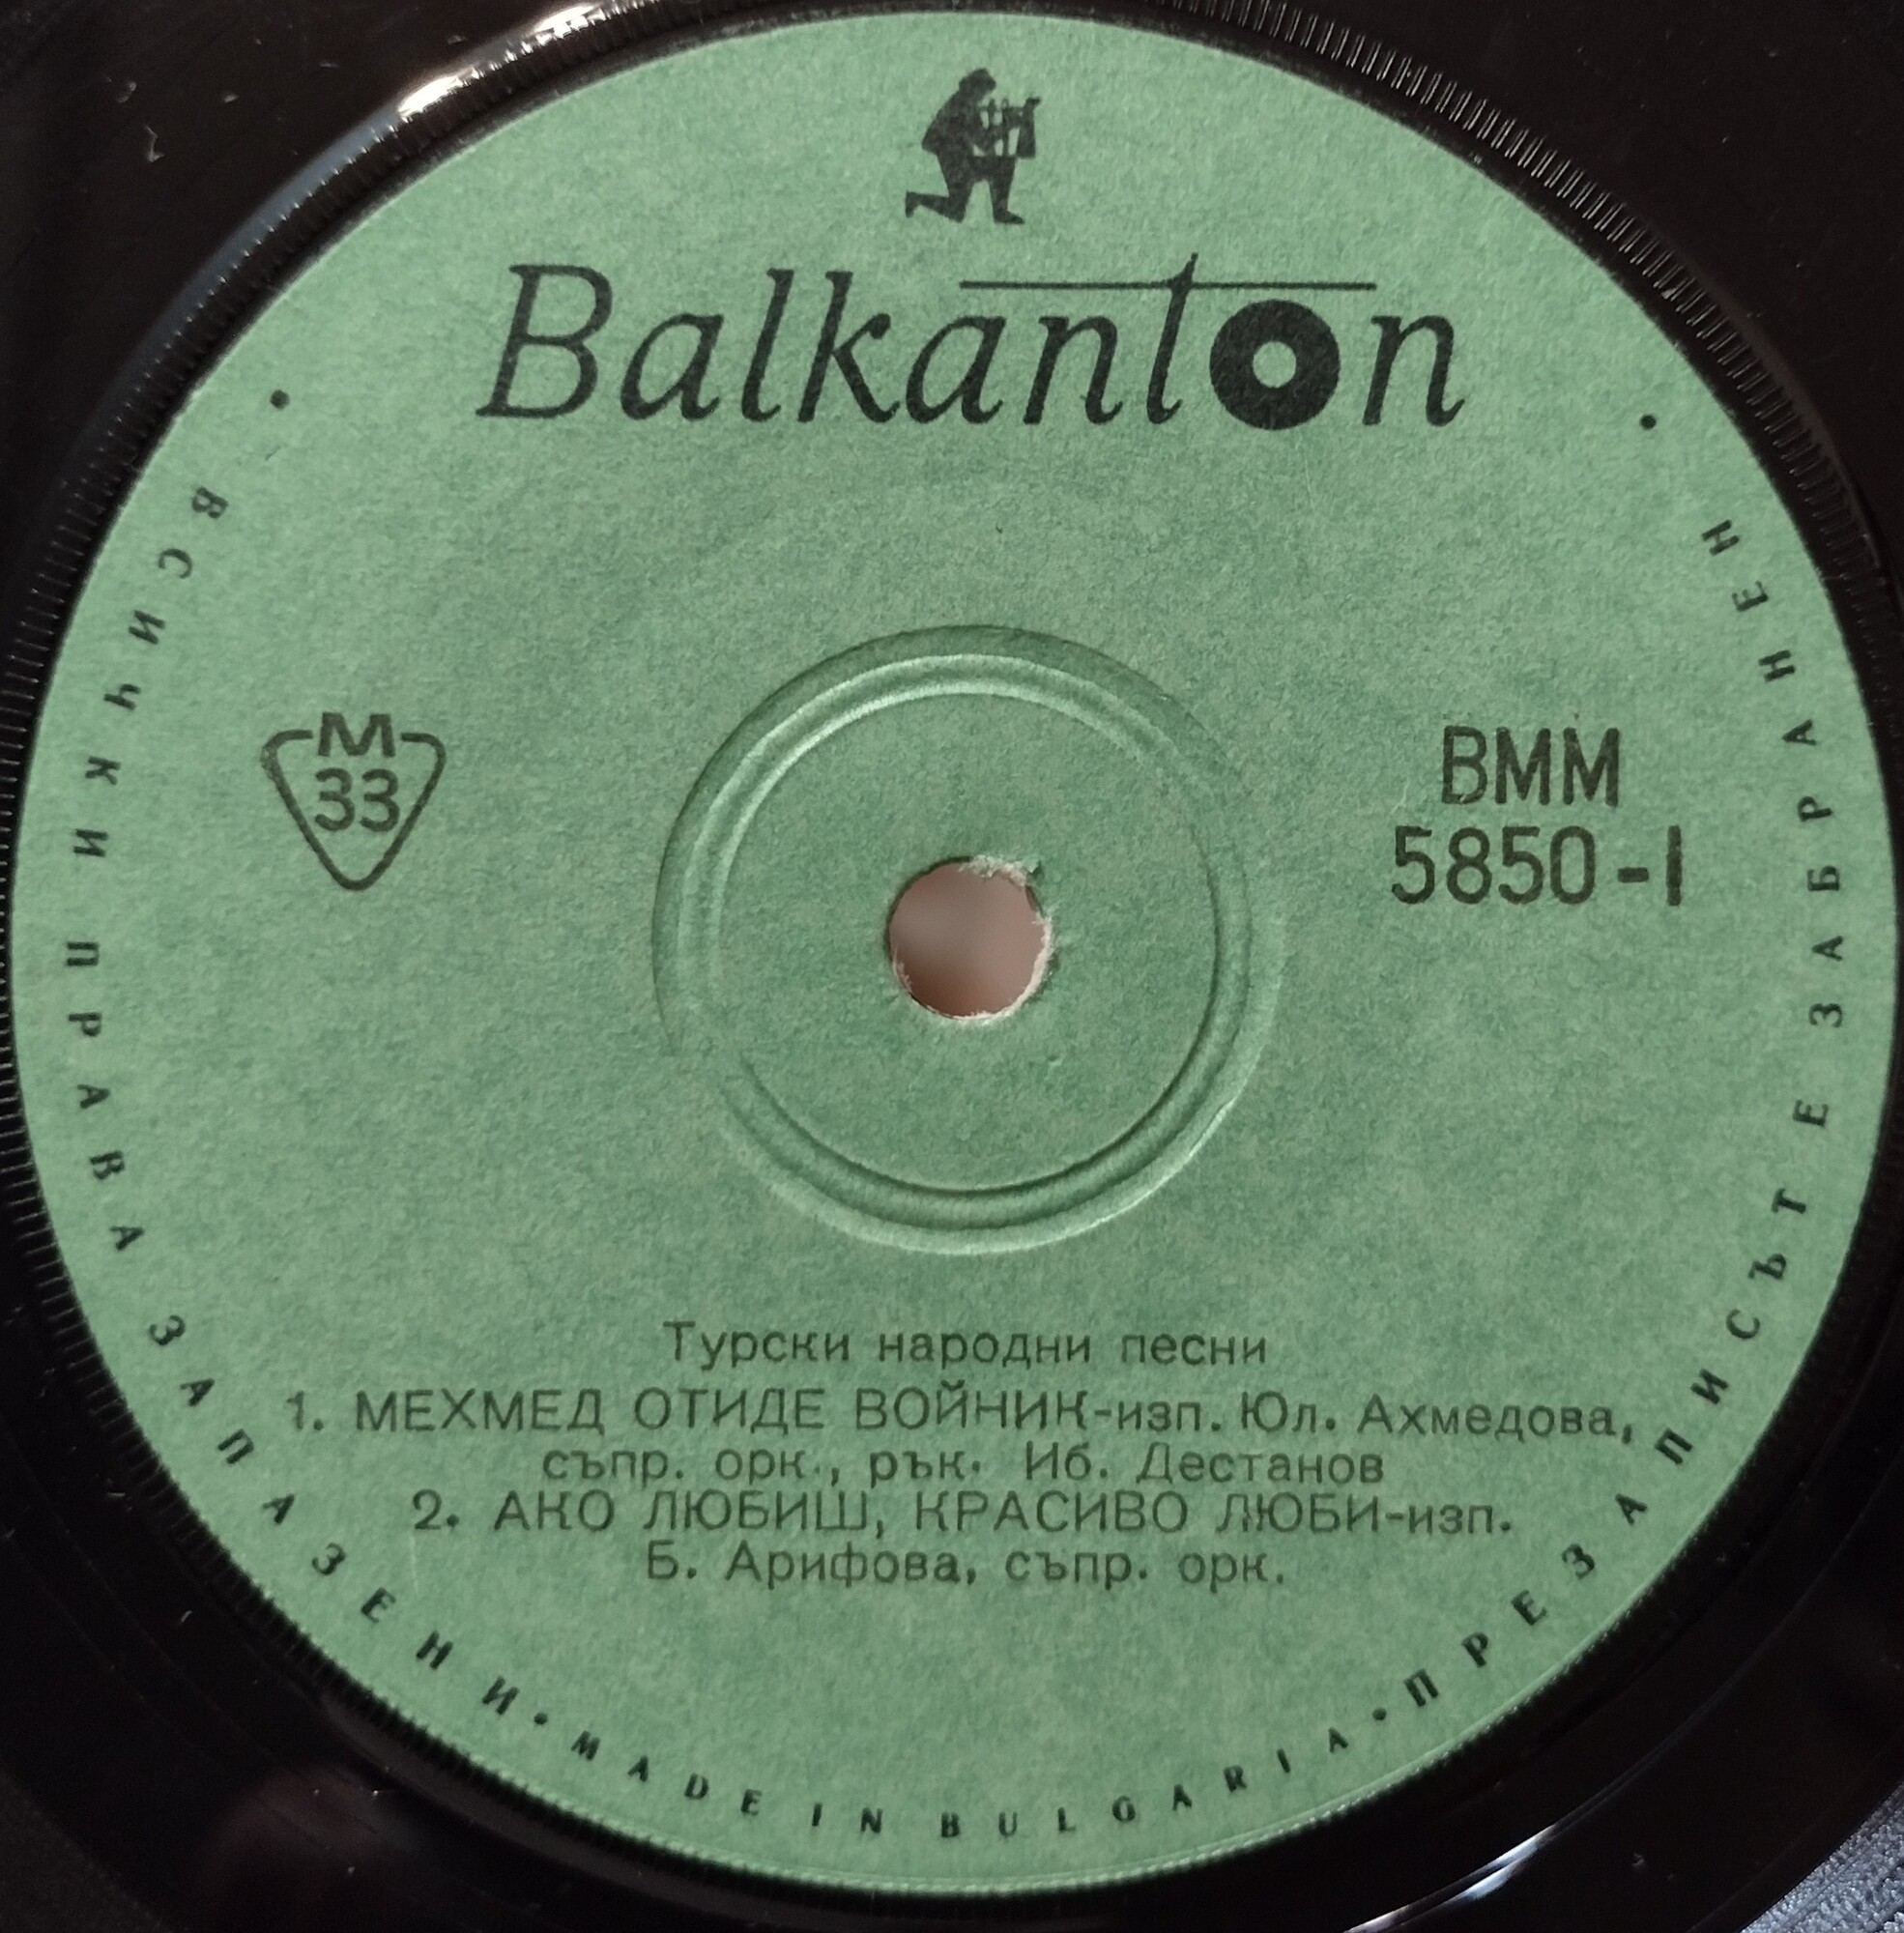 Balkanton
М
33
ВММ
5850-I
Турски народни песни
1. МЕХМЕД ОТИДЕ ВОЙНИК-изп. Юл. Ахмедова,
съпр. орк., рък. Иб. Дестанов
2. АКО ЛЮБИШ, КРАСИВО ЛЮБИ-изп.
Б. Арифова, съпр. орк.
• ВСИЧКИ ПРАВА ЗАПАЗЕНИ • MADE IN BULGARIA • ПРЕЗАПИСЪТ Е ЗАБРАНЕН •